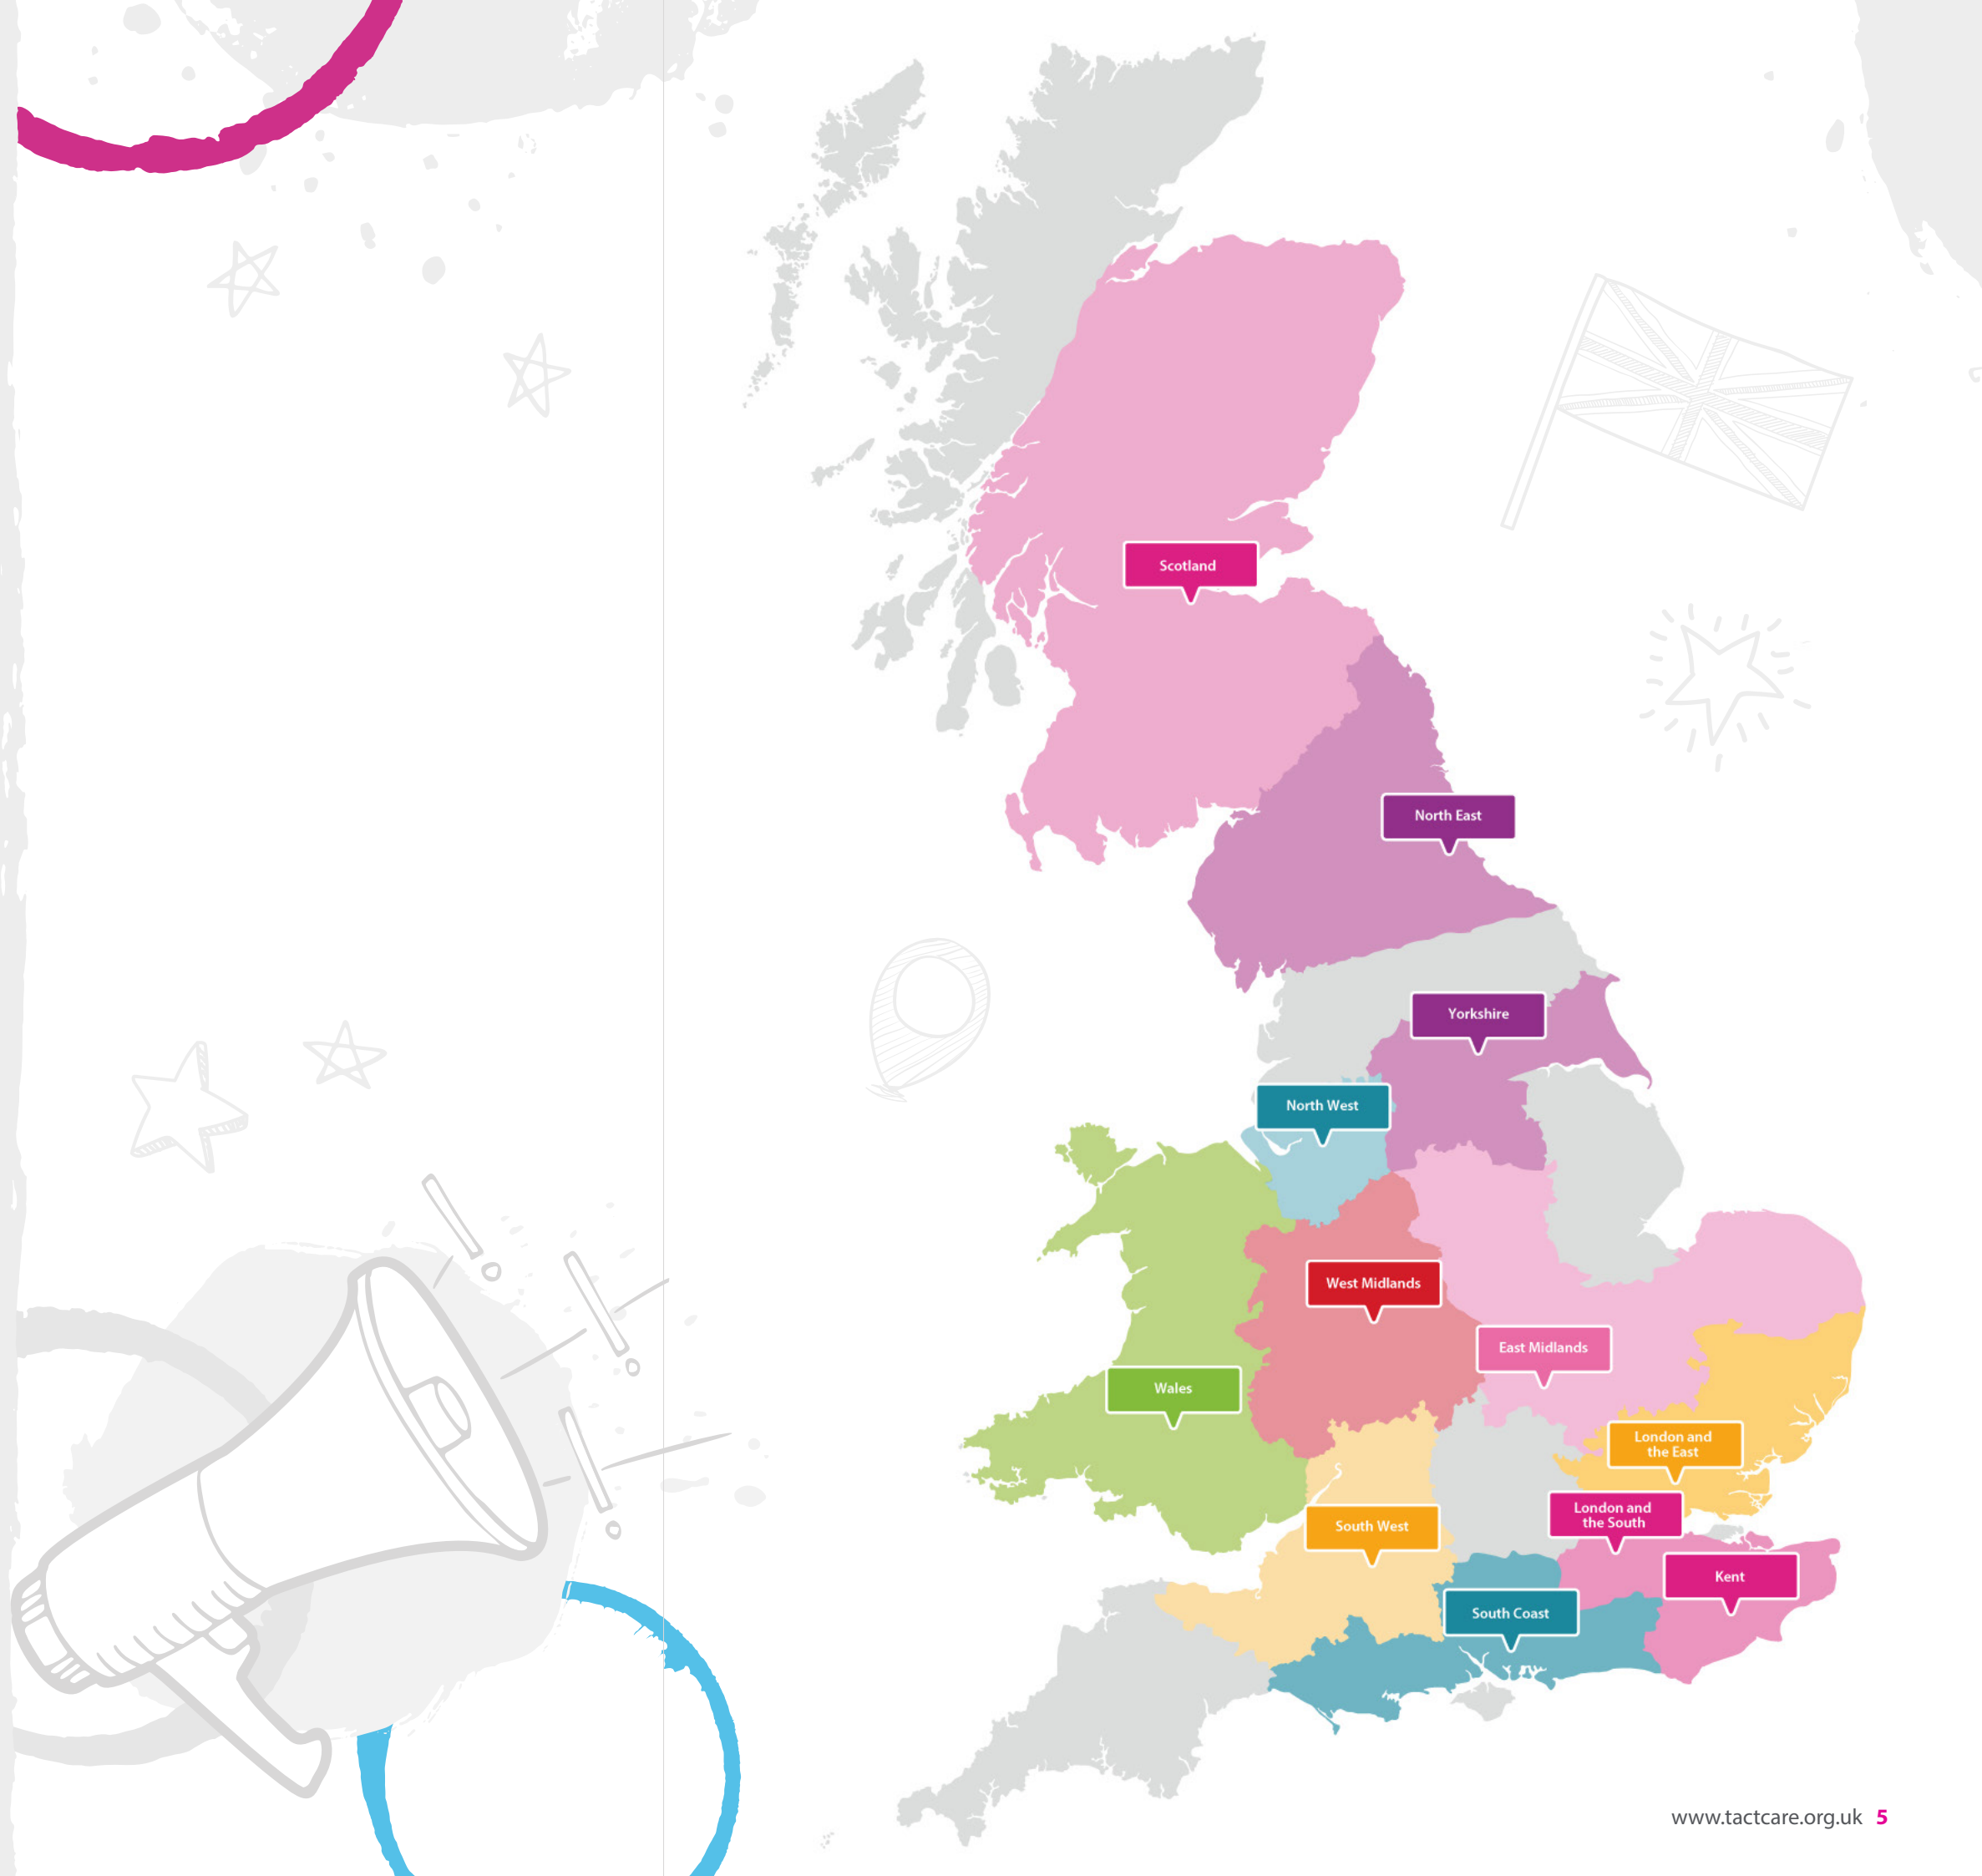 Scotland
North East
Yorkshire
North West
West Midlands
East Midlands
Wales
London and
the East
London and
the South
South West
Kent
South Coast
www.tactcare.org.uk 5